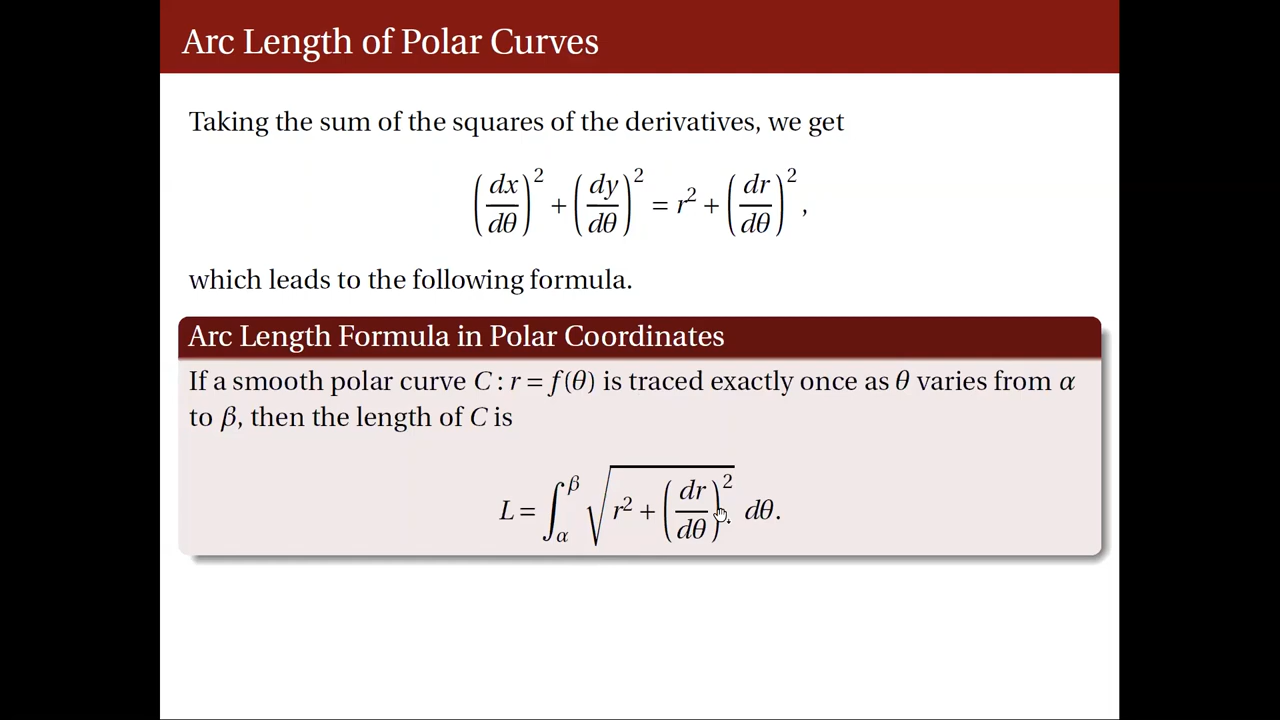 Arc Length of Polar Curves
Taking the sum of the squares of the derivatives, we get
(dx/dθ)² + (dy/dθ)² = r² + (dr/dθ)²,
which leads to the following formula.
Arc Length Formula in Polar Coordinates
If a smooth polar curve C : r = f(θ) is traced exactly once as θ varies from α
to β, then the length of C is
L = ∫_α^β √(r² + (dr/dθ)²) dθ.